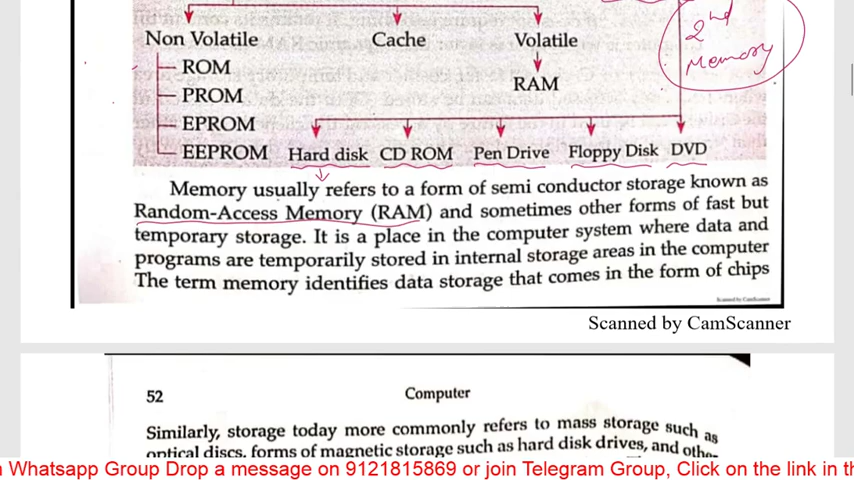 2nd
Memory
Non Volatile Cache Volatile
ROM
RAM
PROM
EPROM
EEPROM Hard disk CD ROM Pen Drive Floppy Disk DVD
Memory usually refers to a form of semi conductor storage known as
Random-Access Memory (RAM) and sometimes other forms of fast but
temporary storage. It is a place in the computer system where data and
programs are temporarily stored in internal storage areas in the computer
The term memory identifies data storage that comes in the form of chips
Scanned by CamScanner
Scanned by CamScanner
52 Computer
Similarly, storage today more commonly refers to mass storage such as
optical discs, forms of magnetic storage such as hard disk drives, and othe
Whatsapp Group Drop a message on 9121815869 or join Telegram Group, Click on the link in th